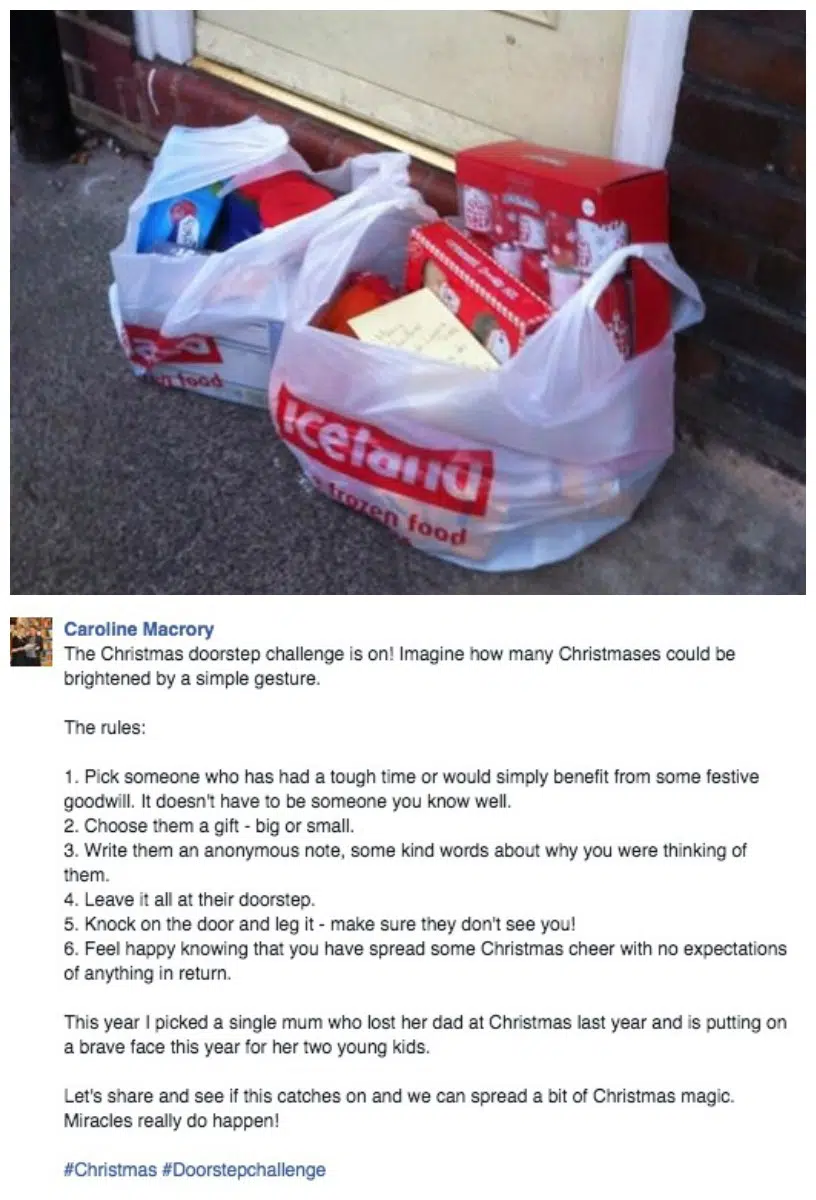 Iceland
frozen food
food
Caroline Macrory
The Christmas doorstep challenge is on! Imagine how many Christmases could be
brightened by a simple gesture.
The rules:
1. Pick someone who has had a tough time or would simply benefit from some festive
goodwill. It doesn't have to be someone you know well.
2. Choose them a gift - big or small.
3. Write them an anonymous note, some kind words about why you were thinking of
them.
4. Leave it all at their doorstep.
5. Knock on the door and leg it - make sure they don't see you!
6. Feel happy knowing that you have spread some Christmas cheer with no expectations
of anything in return.
This year I picked a single mum who lost her dad at Christmas last year and is putting on
a brave face this year for her two young kids.
Let's share and see if this catches on and we can spread a bit of Christmas magic.
Miracles really do happen!
#Christmas #Doorstepchallenge